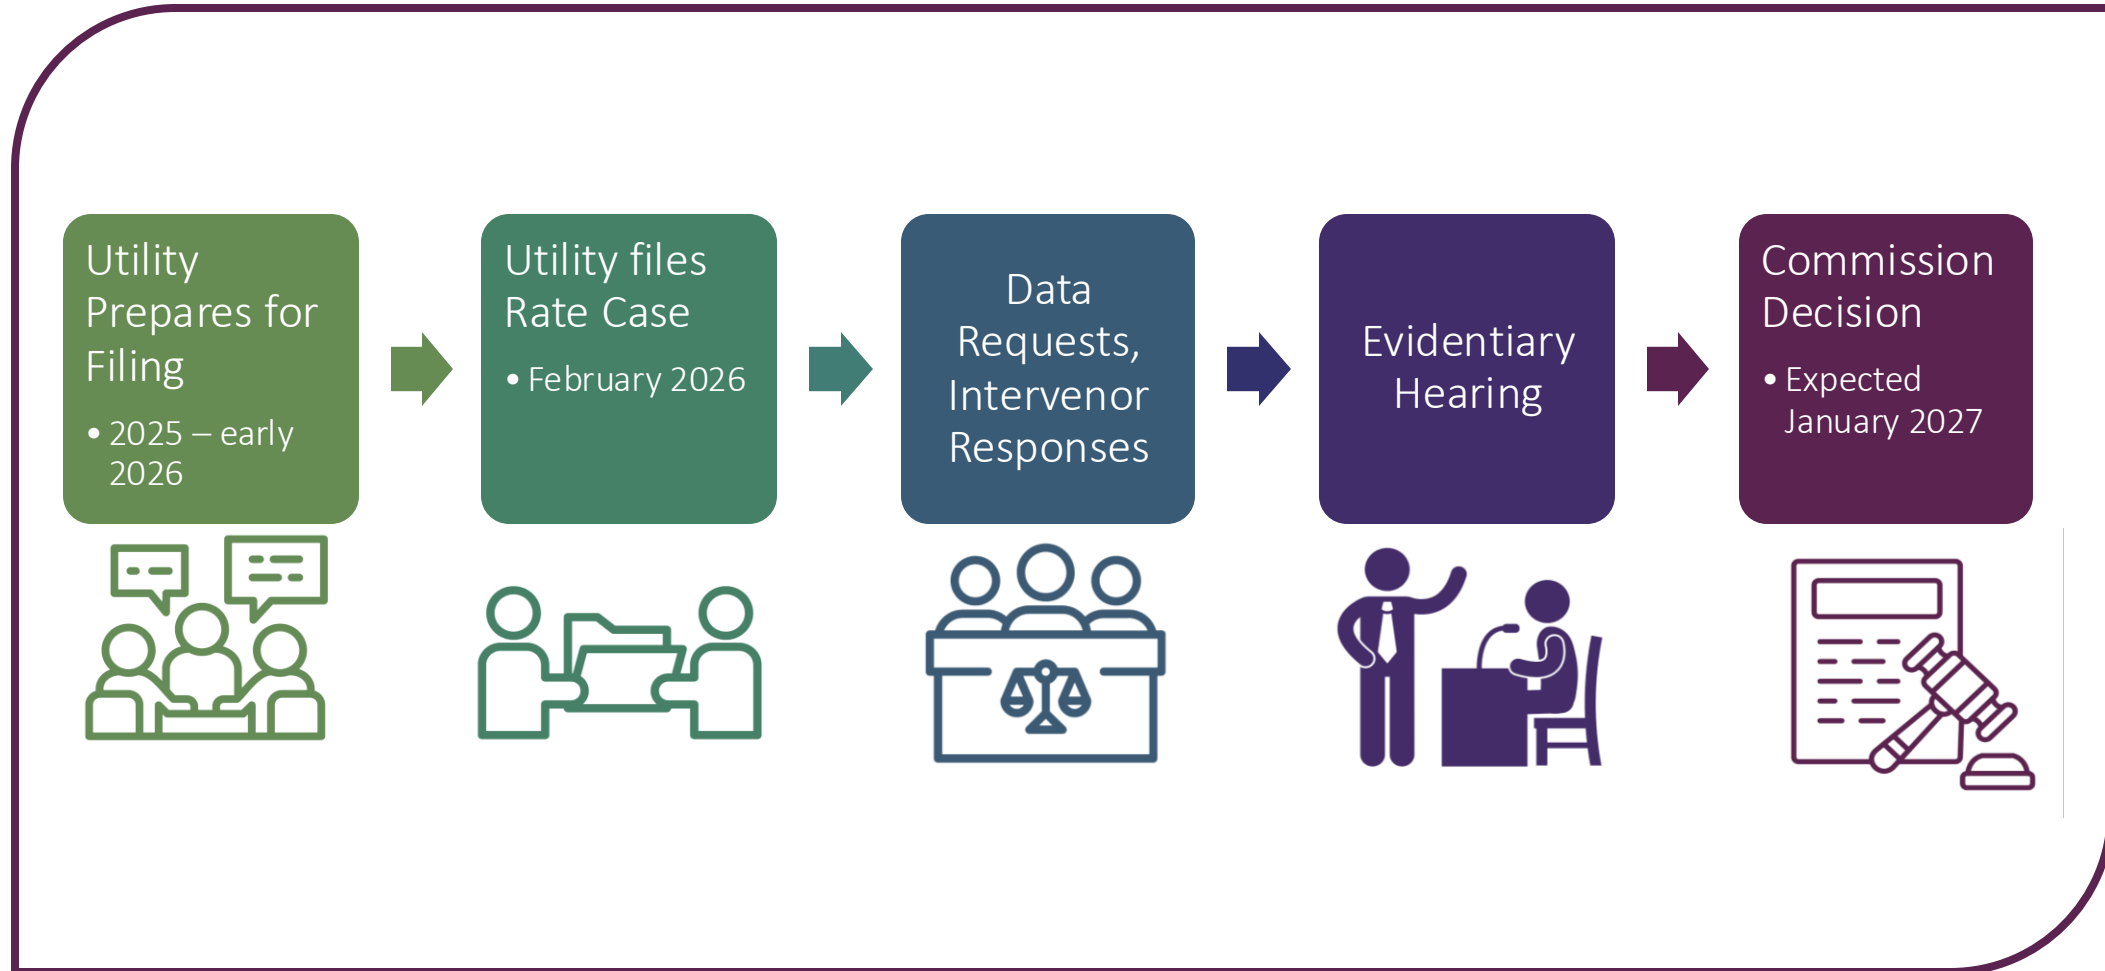 Utility
Prepares for
Filing
• 2025 – early
2026
Utility files
Rate Case
• February 2026
Data
Requests,
Intervenor
Responses
Evidentiary
Hearing
Commission
Decision
• Expected
January 2027